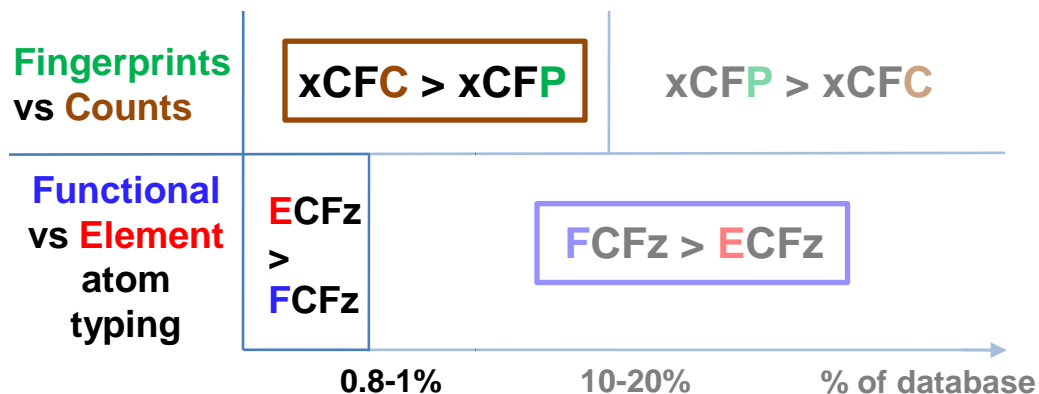 Fingerprints
vs Counts
xCFC > xCFP
xCFP > xCFC
Functional
vs Element
atom
typing
ECFz
>
FCFz
FCFz > ECFz
0.8-1%
10-20%
% of database